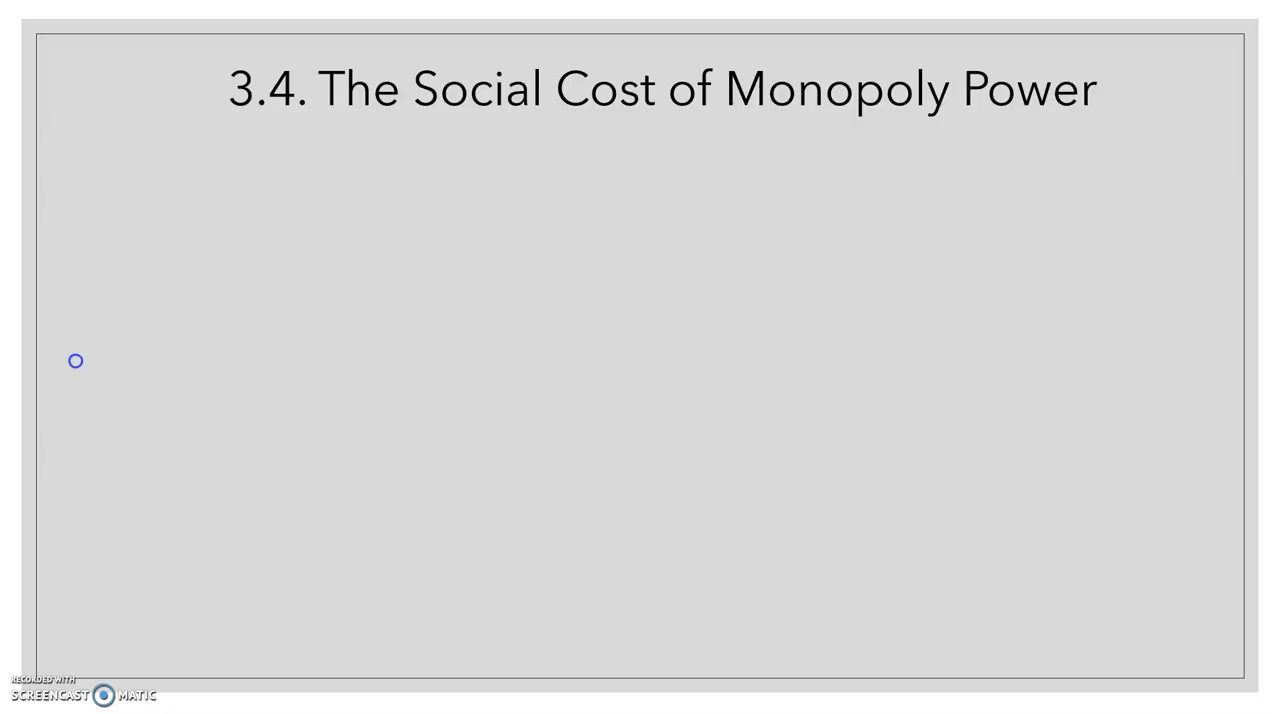 3.4. The Social Cost of Monopoly Power
RECORDED WITH
SCREENCAST MATIC